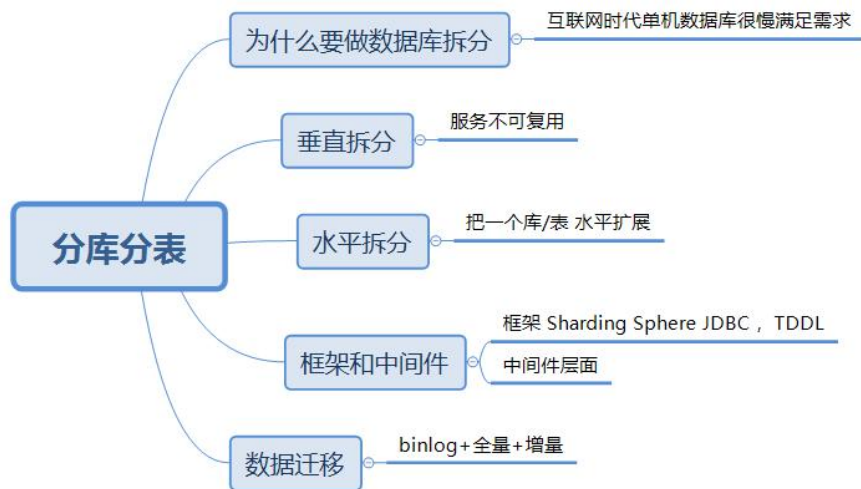 为什么要做数据库拆分
互联网时代单机数据库很慢满足需求
垂直拆分
服务不可复用
分库分表
水平拆分
把一个库/表 水平扩展
框架和中间件
框架 Sharding Sphere JDBC ，TDDL
中间件层面
数据迁移
binlog+全量+增量